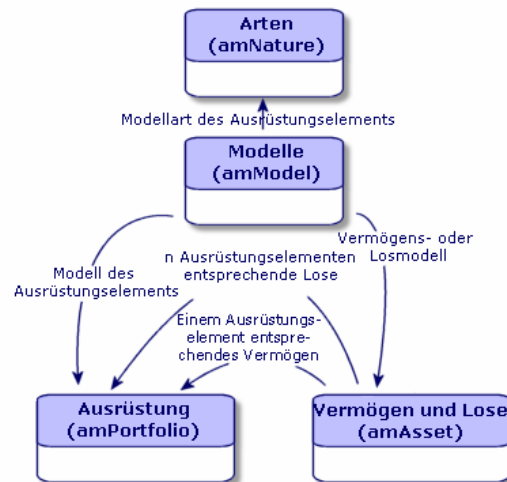 Arten
(amNature)
Modellart des Ausrüstungselements
Modelle
(amModel)
Vermögens- oder
Losmodell
n Ausrüstungselementen
entsprechende Lose
Modell des
Ausrüstungselements
Einem Ausrüstungs-
element entspre-
chendes Vermögen
Ausrüstung
(amPortfolio)
Vermögen und Lose
(amAsset)